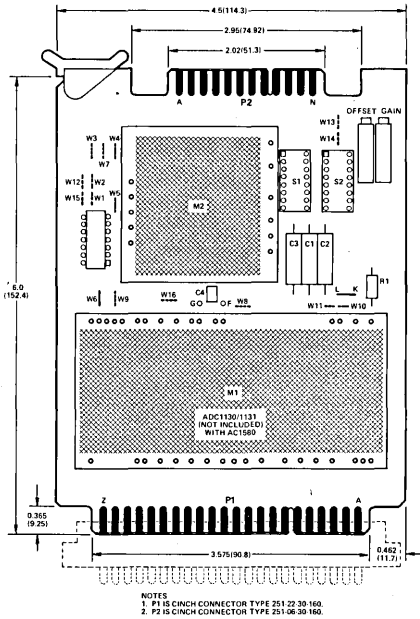 4.5(114.3)
2.95(74.92)
2.02(51.3)
A P2 N
OFFSET GAIN
W13
W14
W3 W4
W7
W12 W2
W15 W1
W5
S1 S2
M2
6.0
(152.4)
C3 C1 C2
R1
L K
C4
W6 W9 W16 GO OF W8
W11 W10
M1
ADC1130/1131
(NOT INCLUDED)
WITH AC1580
Z P1 A
0.365
(9.25)
3.575(90.8)
0.462
(11.7)
NOTES
1. P1 IS CINCH CONNECTOR TYPE 251-22-30-160.
2. P2 IS CINCH CONNECTOR TYPE 251-06-30-160.